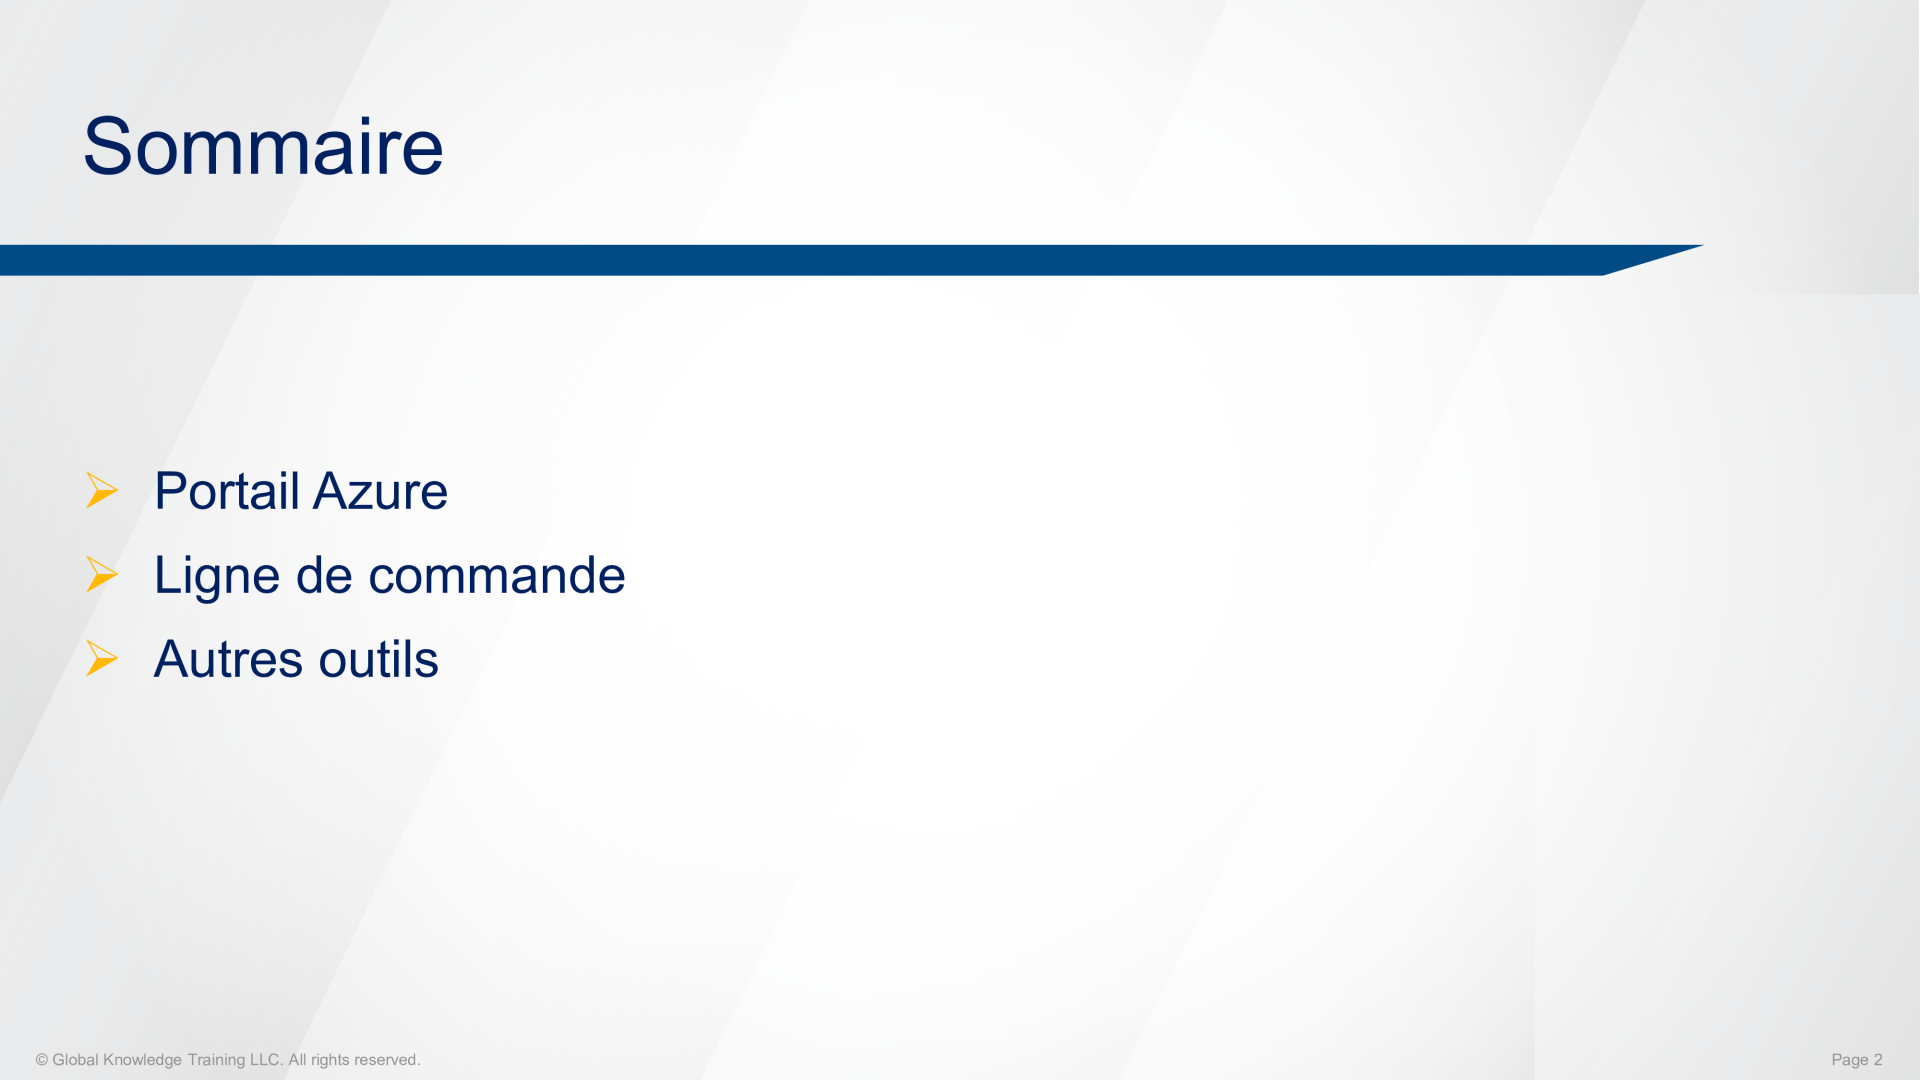 Sommaire
Portail Azure
Ligne de commande
Autres outils
© Global Knowledge Training LLC. All rights reserved.
Page 2